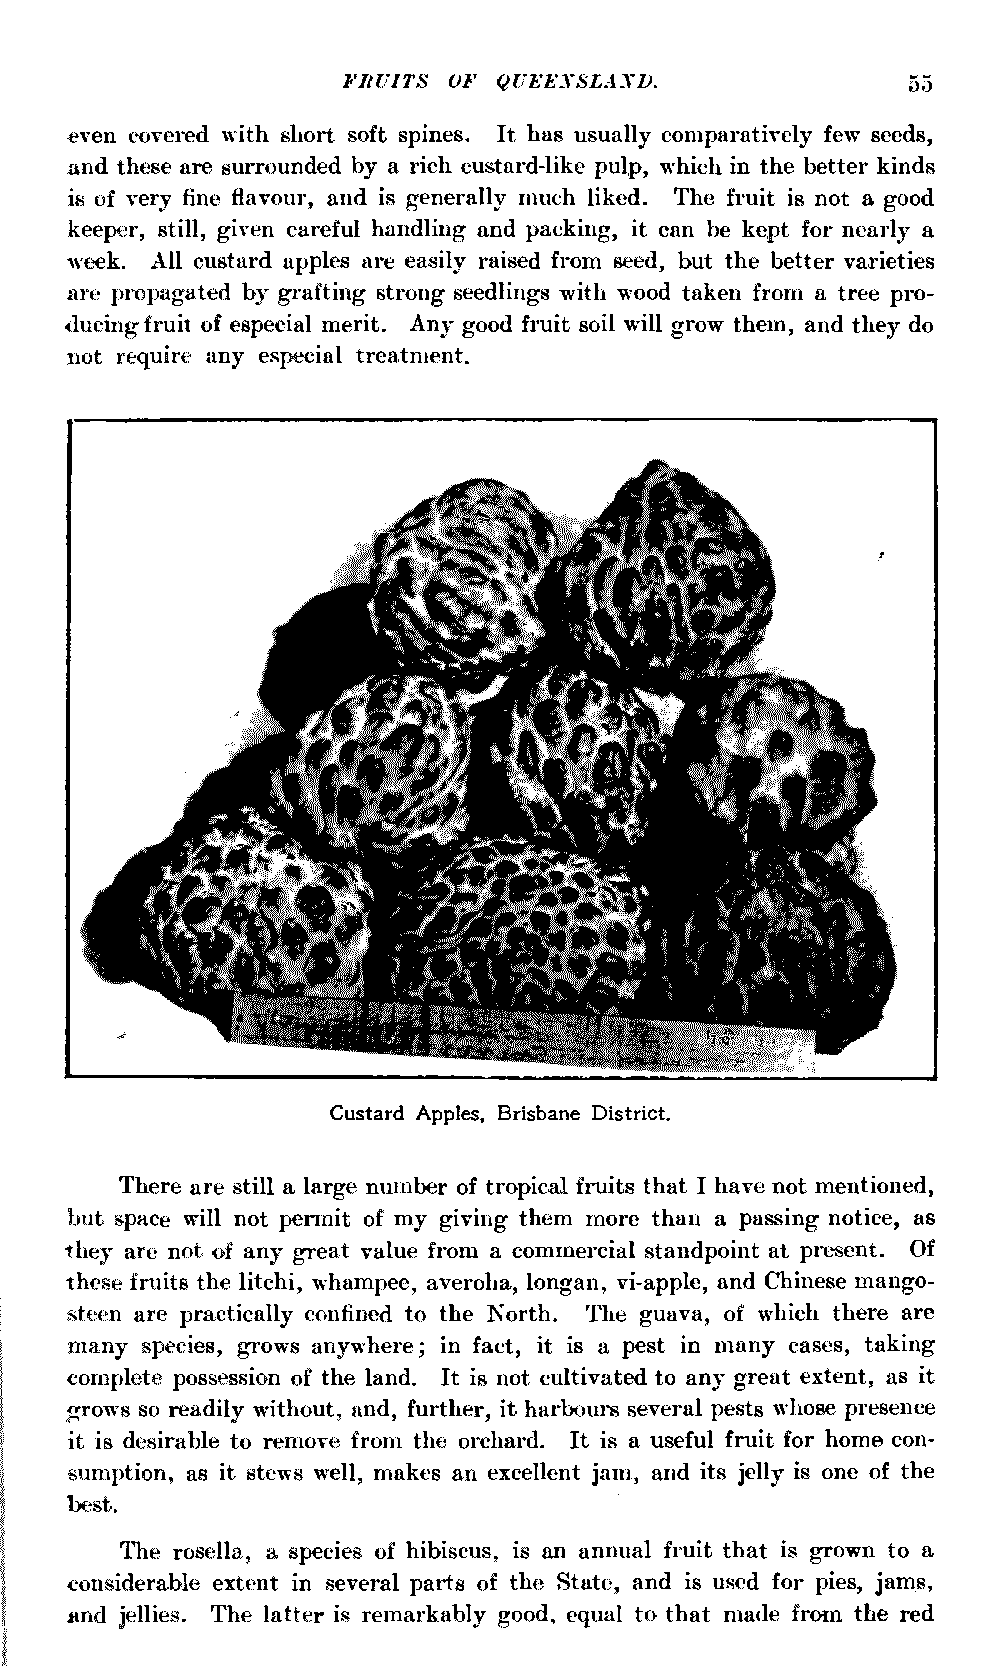 FRUITS OF QUEENSLAND. 55
even covered with short soft spines. It has usually comparatively few seeds,
and these are surrounded by a rich custard-like pulp, which in the better kinds
is of very fine flavour, and is generally much liked. The fruit is not a good
keeper, still, given careful handling and packing, it can be kept for nearly a
week. All custard apples are easily raised from seed, but the better varieties
are propagated by grafting strong seedlings with wood taken from a tree pro-
ducing fruit of especial merit. Any good fruit soil will grow them, and they do
not require any especial treatment.
Custard Apples, Brisbane District.
There are still a large number of tropical fruits that I have not mentioned,
but space will not permit of my giving them more than a passing notice, as
they are not of any great value from a commercial standpoint at present. Of
these fruits the litchi, whampee, averoha, longan, vi-apple, and Chinese mango-
steen are practically confined to the North. The guava, of which there are
many species, grows anywhere; in fact, it is a pest in many cases, taking
complete possession of the land. It is not cultivated to any great extent, as it
grows so readily without, and, further, it harbours several pests whose presence
it is desirable to remove from the orchard. It is a useful fruit for home con-
sumption, as it stews well, makes an excellent jam, and its jelly is one of the
best.
The rosella, a species of hibiscus, is an annual fruit that is grown to a
considerable extent in several parts of the State, and is used for pies, jams,
and jellies. The latter is remarkably good, equal to that made from the red